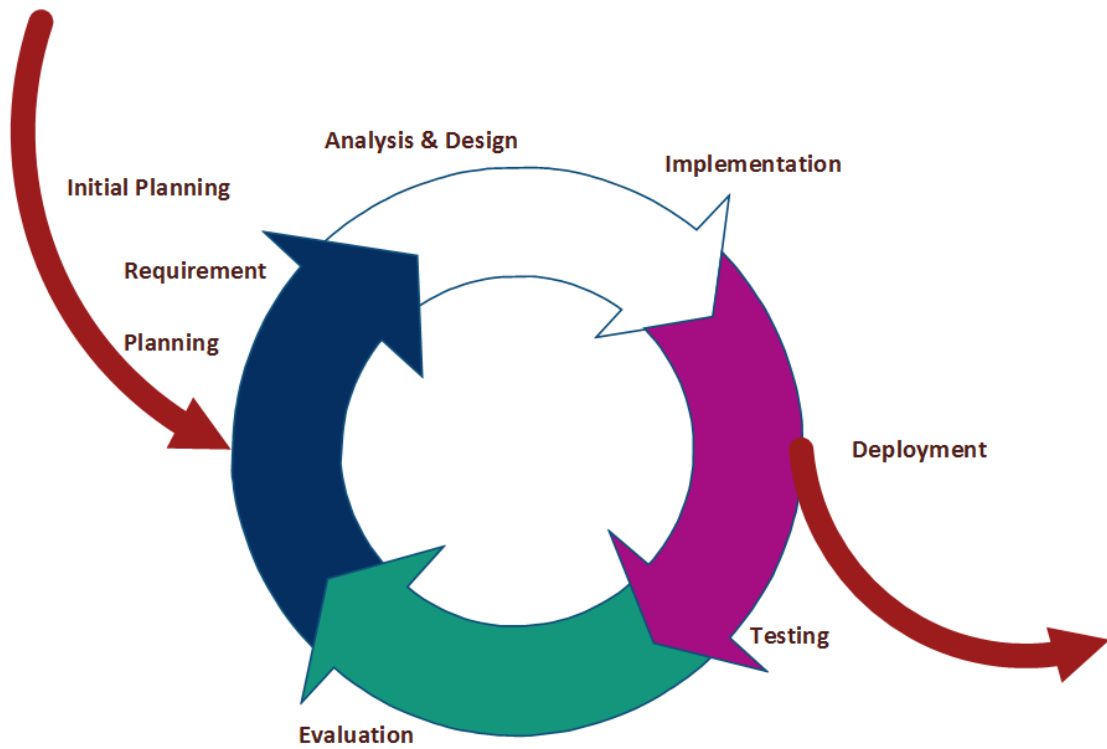 Analysis & Design
Implementation
Initial Planning
Requirement
Planning
Deployment
Testing
Evaluation